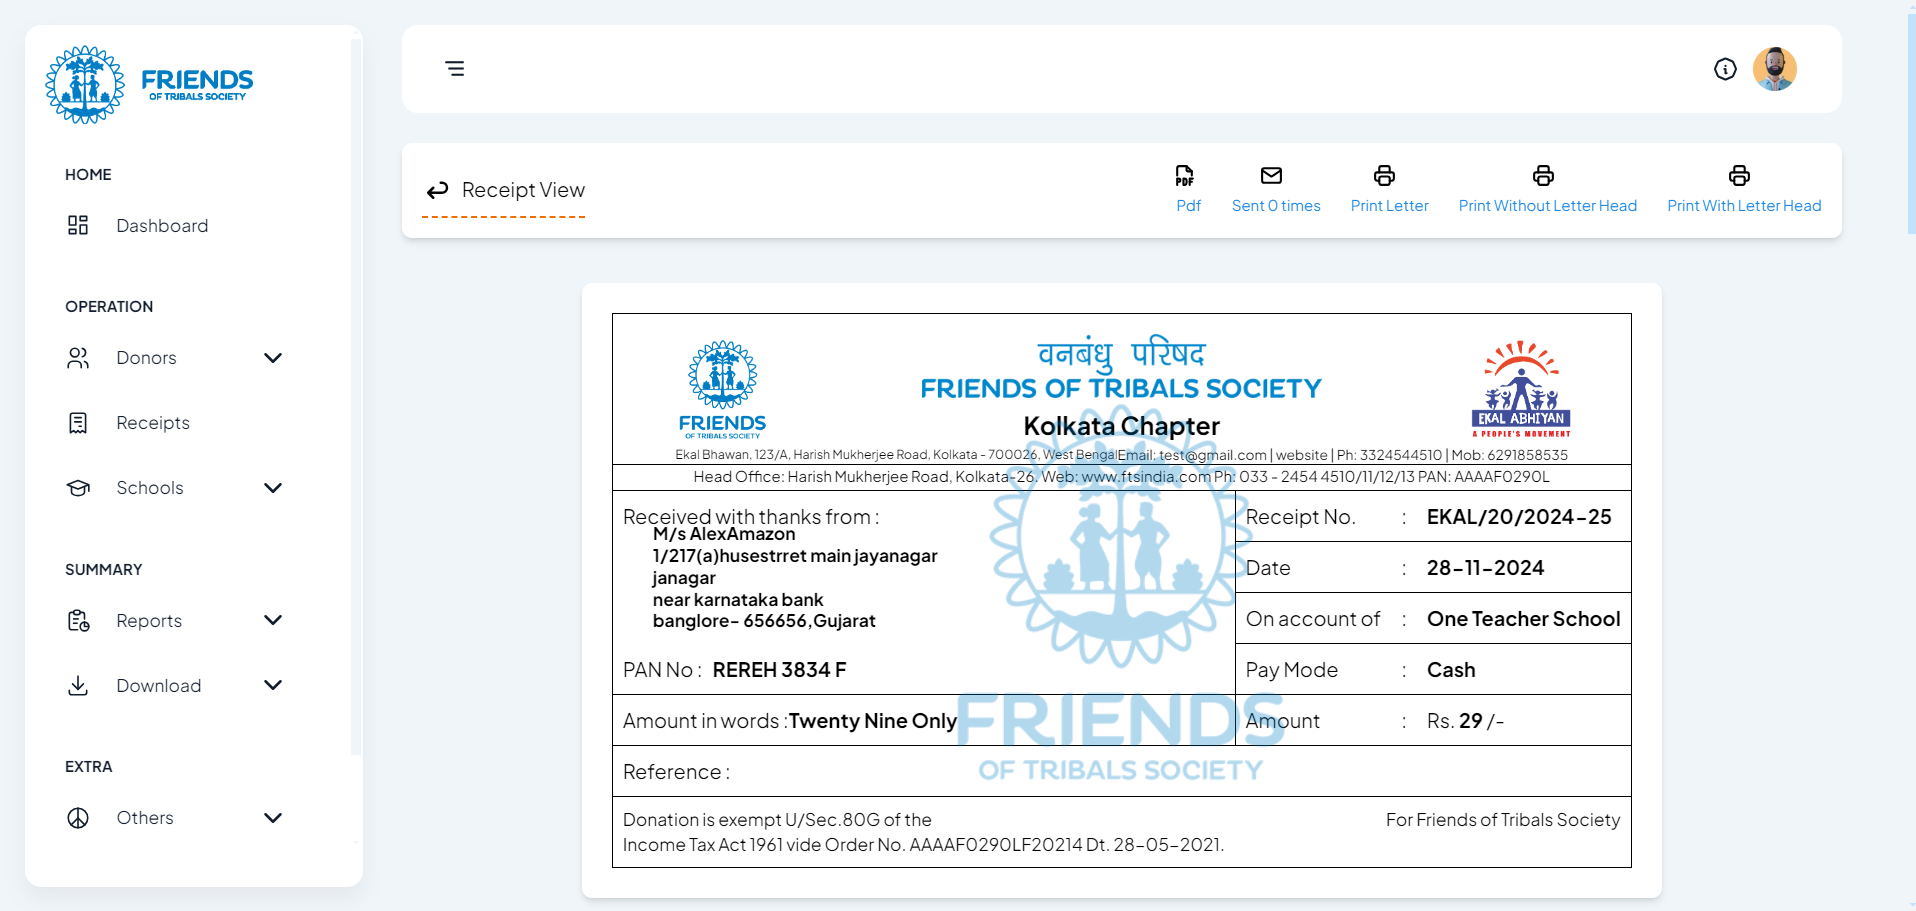 FRIENDS
OF TRIBALS SOCIETY
HOME
Dashboard
OPERATION
Donors
Receipts
Schools
SUMMARY
Reports
Download
EXTRA
Others
Receipt View
PDF
Pdf
Sent 0 times
Print Letter
Print Without Letter Head
Print With Letter Head
FRIENDS
OF TRIBALS SOCIETY
वनबंधु परिषद
FRIENDS OF TRIBALS SOCIETY
Kolkata Chapter
EKAL ABHIYAN
A PEOPLE'S MOVEMENT
Ekal Bhawan, 123/A, Harish Mukherjee Road, Kolkata - 700026, West BengalEmail: test@gmail.com | website | Ph: 3324544510 | Mob: 6291858535
Head Office: Harish Mukherjee Road, Kolkata-26. Web: www.ftsindia.com Ph: 033 - 2454 4510/11/12/13 PAN: AAAAF0290L
Received with thanks from :
M/s AlexAmazon
1/217(a)husestrret main jayanagar
janagar
near karnataka bank
banglore- 656656,Gujarat
PAN No : REREH 3834 F
Receipt No. : EKAL/20/2024-25
Date : 28-11-2024
On account of : One Teacher School
Pay Mode : Cash
Amount in words :Twenty Nine Only
Amount : Rs. 29 /-
FRIENDS
OF TRIBALS SOCIETY
Reference :
Donation is exempt U/Sec.80G of the
Income Tax Act 1961 vide Order No. AAAAF0290LF20214 Dt. 28-05-2021.
For Friends of Tribals Society